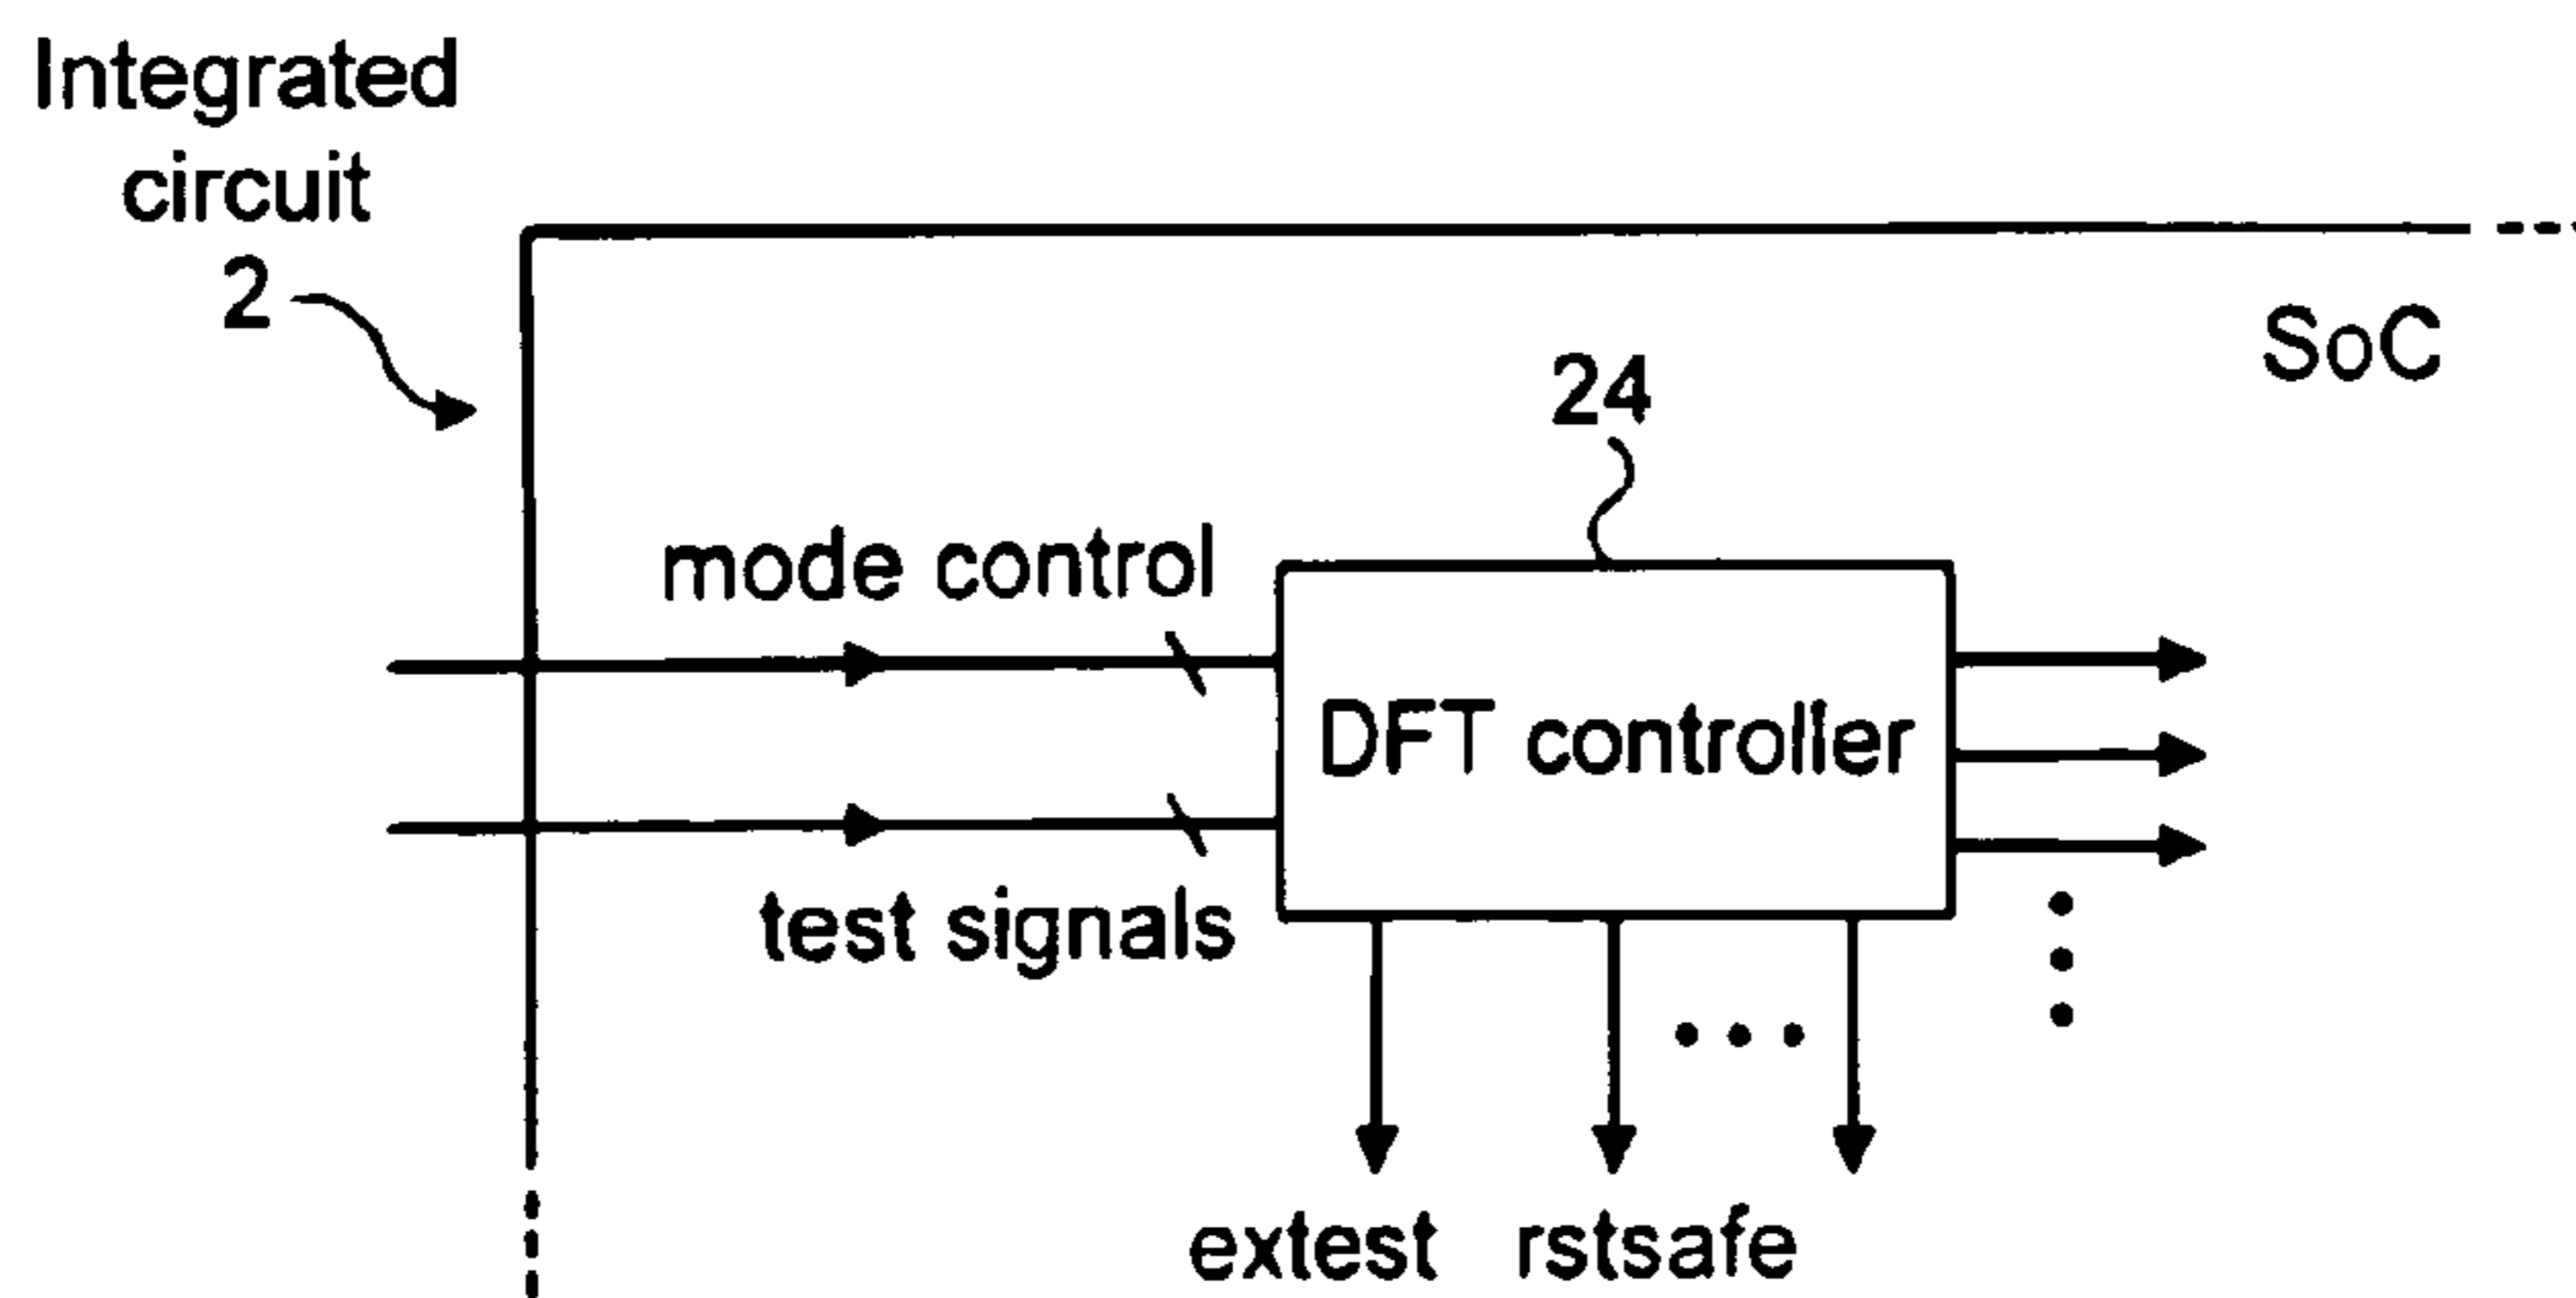 Integrated
circuit
2
SoC
24
mode control
DFT controller
test signals
extest rstsafe